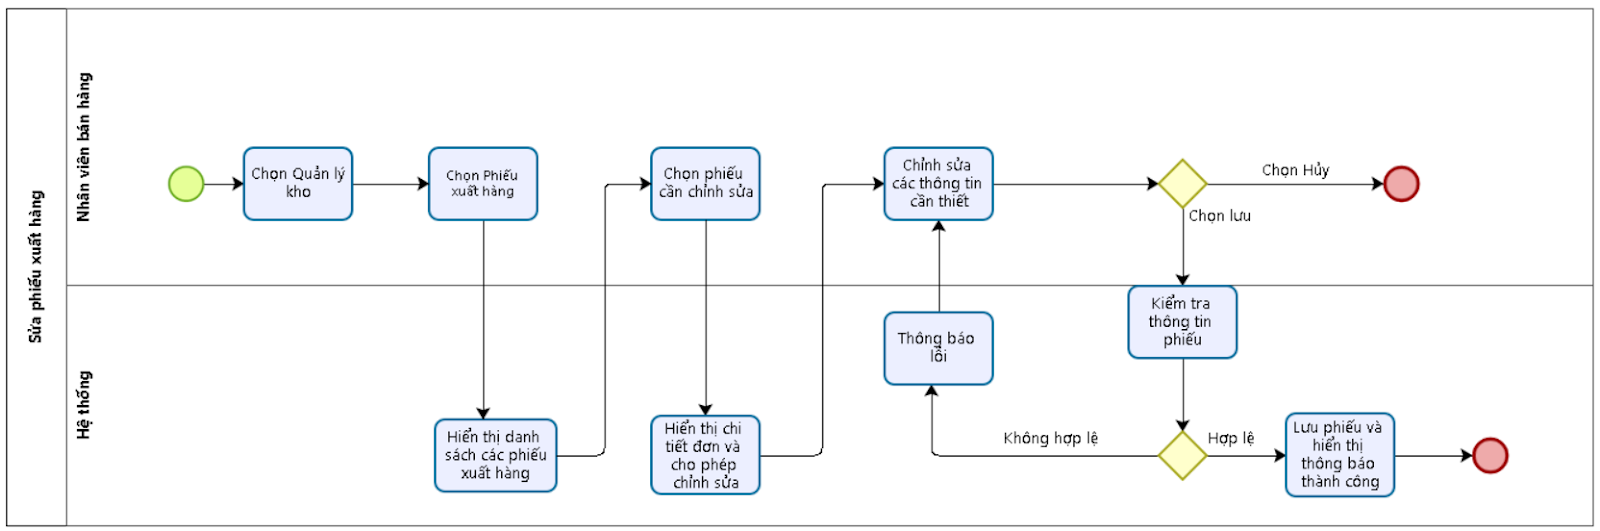 Sửa phiếu xuất hàng
Nhân viên bán hàng
Chọn Quản lý
kho
Chọn Phiếu
xuất hàng
Chọn phiếu
cần chỉnh sửa
Chỉnh sửa
các thông tin
cần thiết
Chọn Hủy
Chọn lưu
Hệ thống
Hiển thị danh
sách các phiếu
xuất hàng
Hiển thị chi
tiết đơn và
cho phép
chỉnh sửa
Thông báo
lỗi
Kiểm tra
thông tin
phiếu
Không hợp lệ
Hợp lệ
Lưu phiếu và
hiển thị
thông báo
thành công